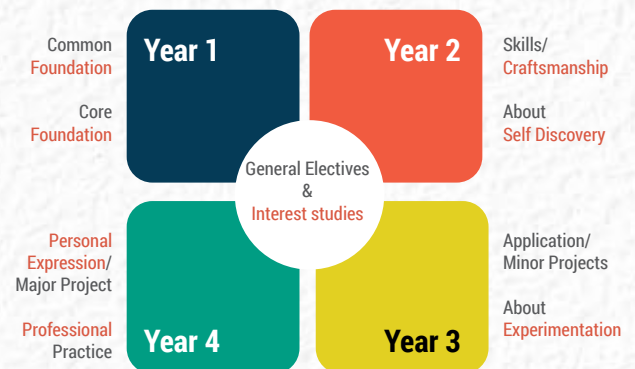 Common
Foundation
Core
Foundation
Year 1
Year 2
Skills/
Craftsmanship
About
Self Discovery
General Electives
&
Interest studies
Personal
Expression/
Major Project
Professional
Practice
Year 4
Year 3
Application/
Minor Projects
About
Experimentation